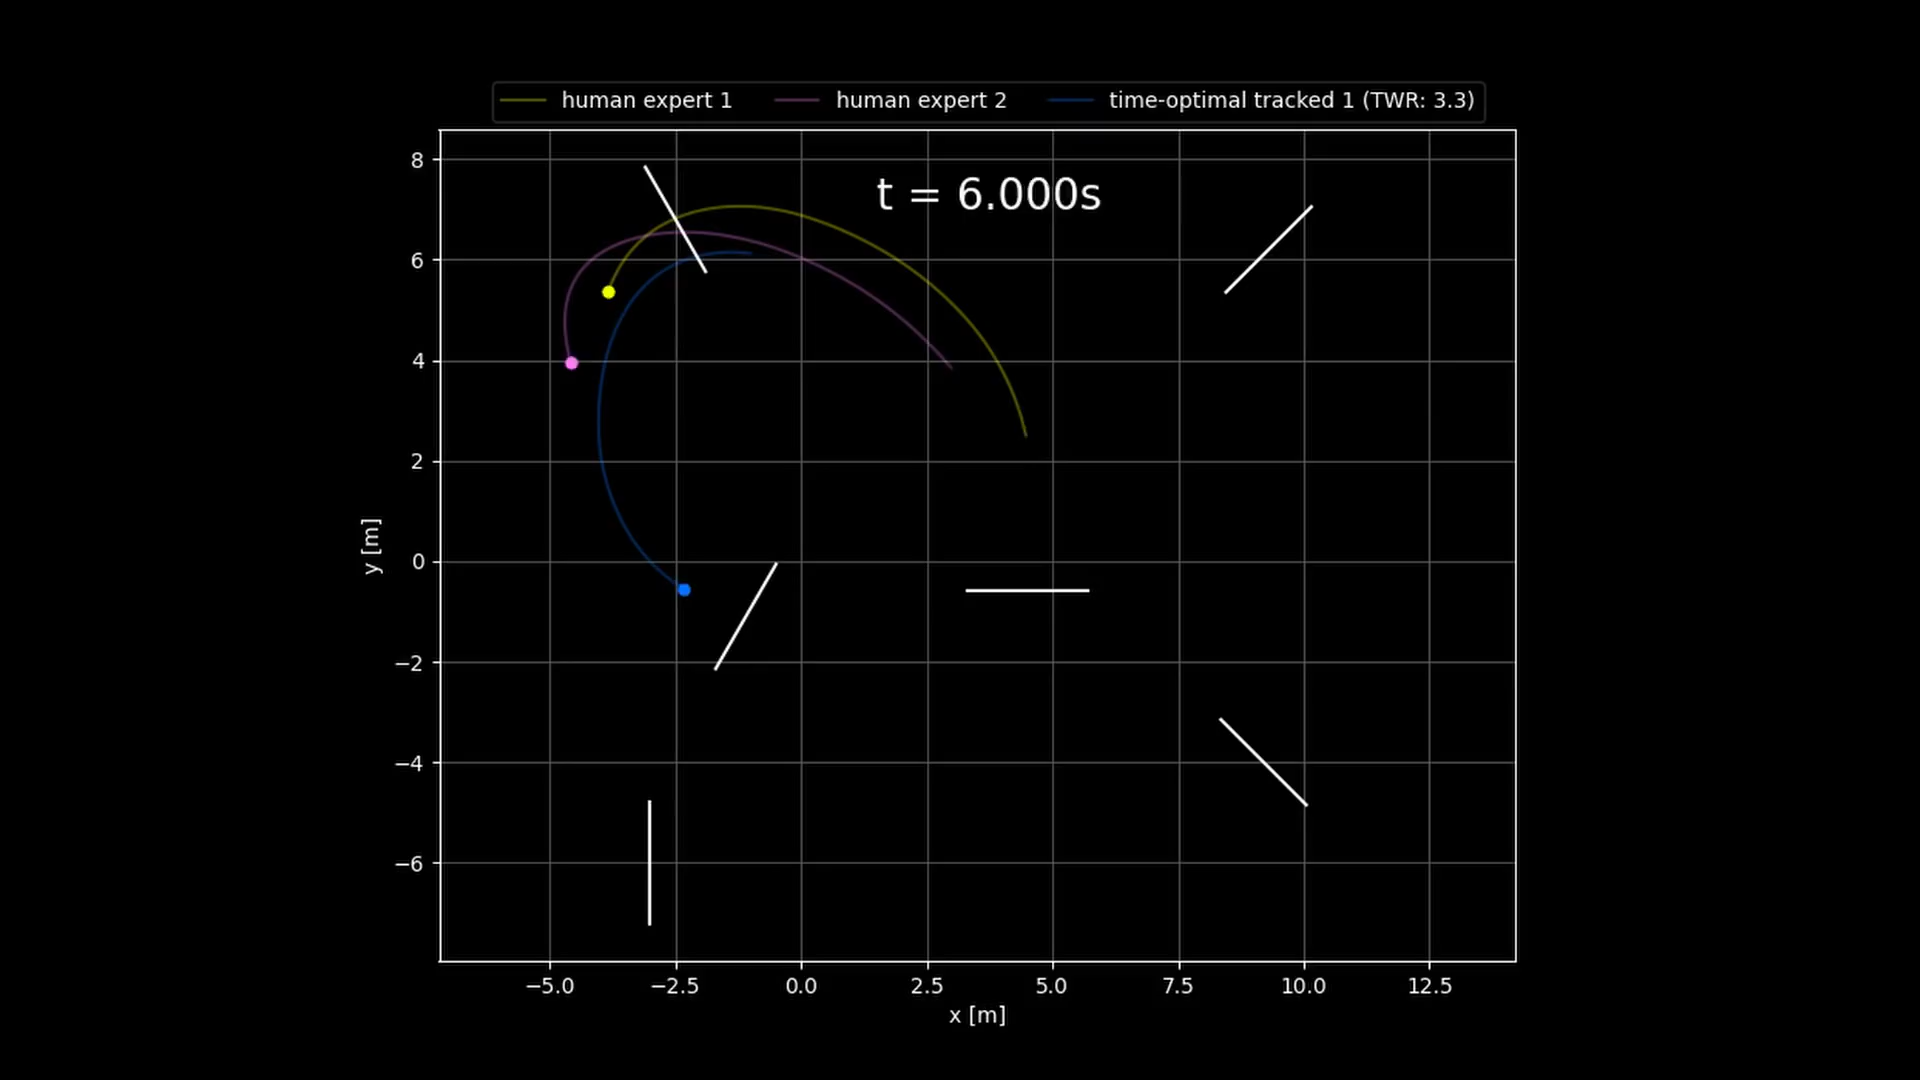 human expert 1 human expert 2 time-optimal tracked 1 (TWR: 3.3)
t = 6.000s
8
6
4
2
0
−2
−4
−6
y [m]
−5.0 −2.5 0.0 2.5 5.0 7.5 10.0 12.5
x [m]